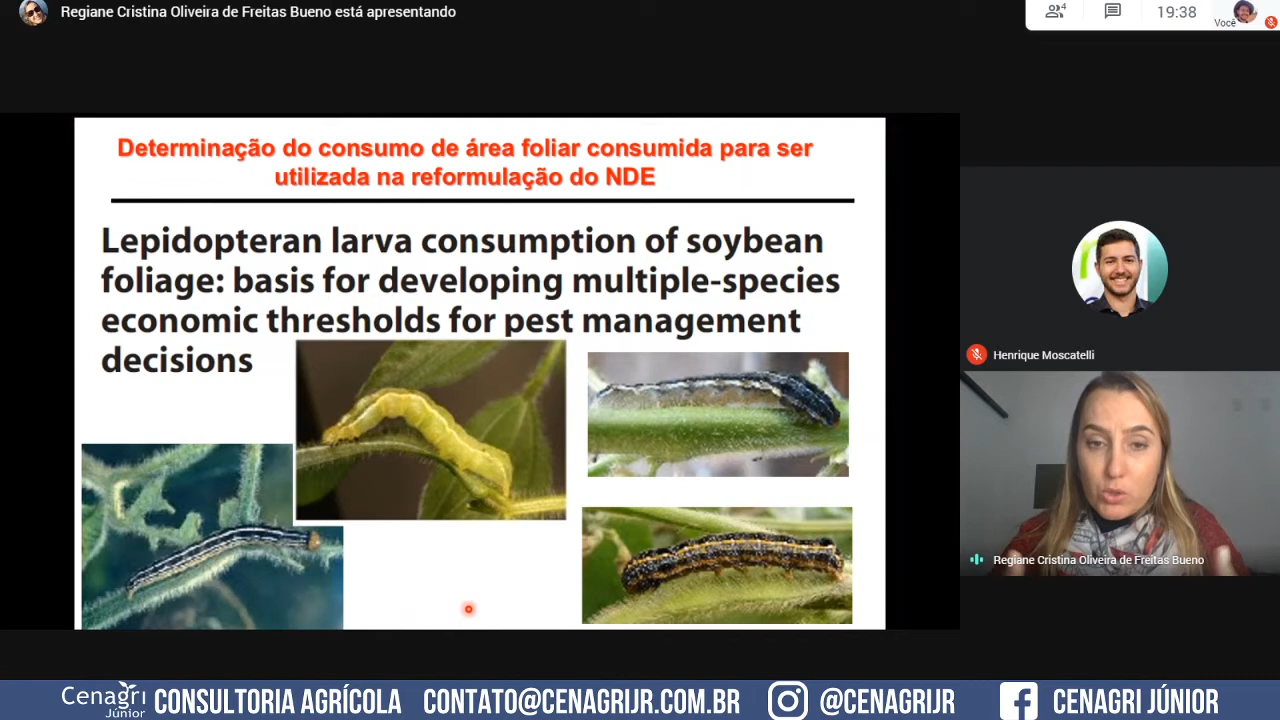 Regiane Cristina Oliveira de Freitas Bueno está apresentando
4
19:38
Você
Determinação do consumo de área foliar consumida para ser
utilizada na reformulação do NDE
Lepidopteran larva consumption of soybean
foliage: basis for developing multiple-species
economic thresholds for pest management
decisions
Henrique Moscatelli
Regiane Cristina Oliveira de Freitas Bueno
Cenagri
Júnior
CONSULTORIA AGRÍCOLA
CONTATO@CENAGRIJR.COM.BR
@CENAGRIJR
CENAGRI JÚNIOR